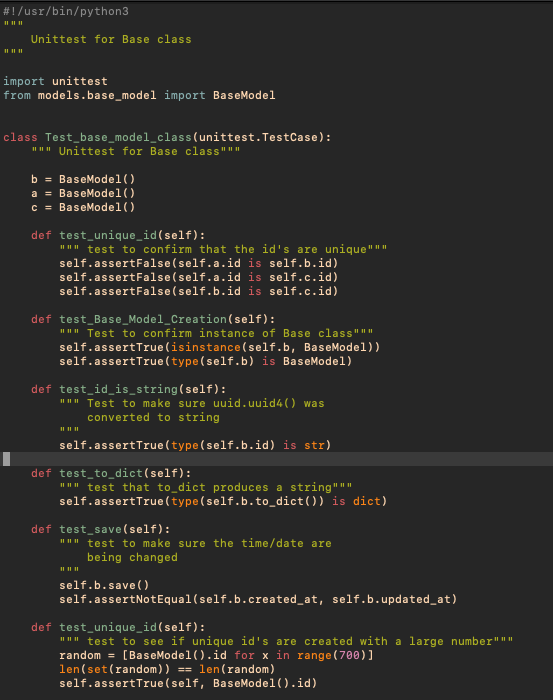 #!/usr/bin/python3
"""
    Unittest for Base class
"""

import unittest
from models.base_model import BaseModel


class Test_base_model_class(unittest.TestCase):
    """ Unittest for Base class"""

    b = BaseModel()
    a = BaseModel()
    c = BaseModel()

    def test_unique_id(self):
        """ test to confirm that the id's are unique"""
        self.assertFalse(self.a.id is self.b.id)
        self.assertFalse(self.a.id is self.c.id)
        self.assertFalse(self.b.id is self.c.id)

    def test_Base_Model_Creation(self):
        """ Test to confirm instance of Base class"""
        self.assertTrue(isinstance(self.b, BaseModel))
        self.assertTrue(type(self.b) is BaseModel)

    def test_id_is_string(self):
        """ Test to make sure uuid.uuid4() was
            converted to string
        """
        self.assertTrue(type(self.b.id) is str)

    def test_to_dict(self):
        """ test that to_dict produces a string"""
        self.assertTrue(type(self.b.to_dict()) is dict)

    def test_save(self):
        """ test to make sure the time/date are
            being changed
        """
        self.b.save()
        self.assertNotEqual(self.b.created_at, self.b.updated_at)

    def test_unique_id(self):
        """ test to see if unique id's are created with a large number"""
        random = [BaseModel().id for x in range(700)]
        len(set(random)) == len(random)
        self.assertTrue(self, BaseModel().id)